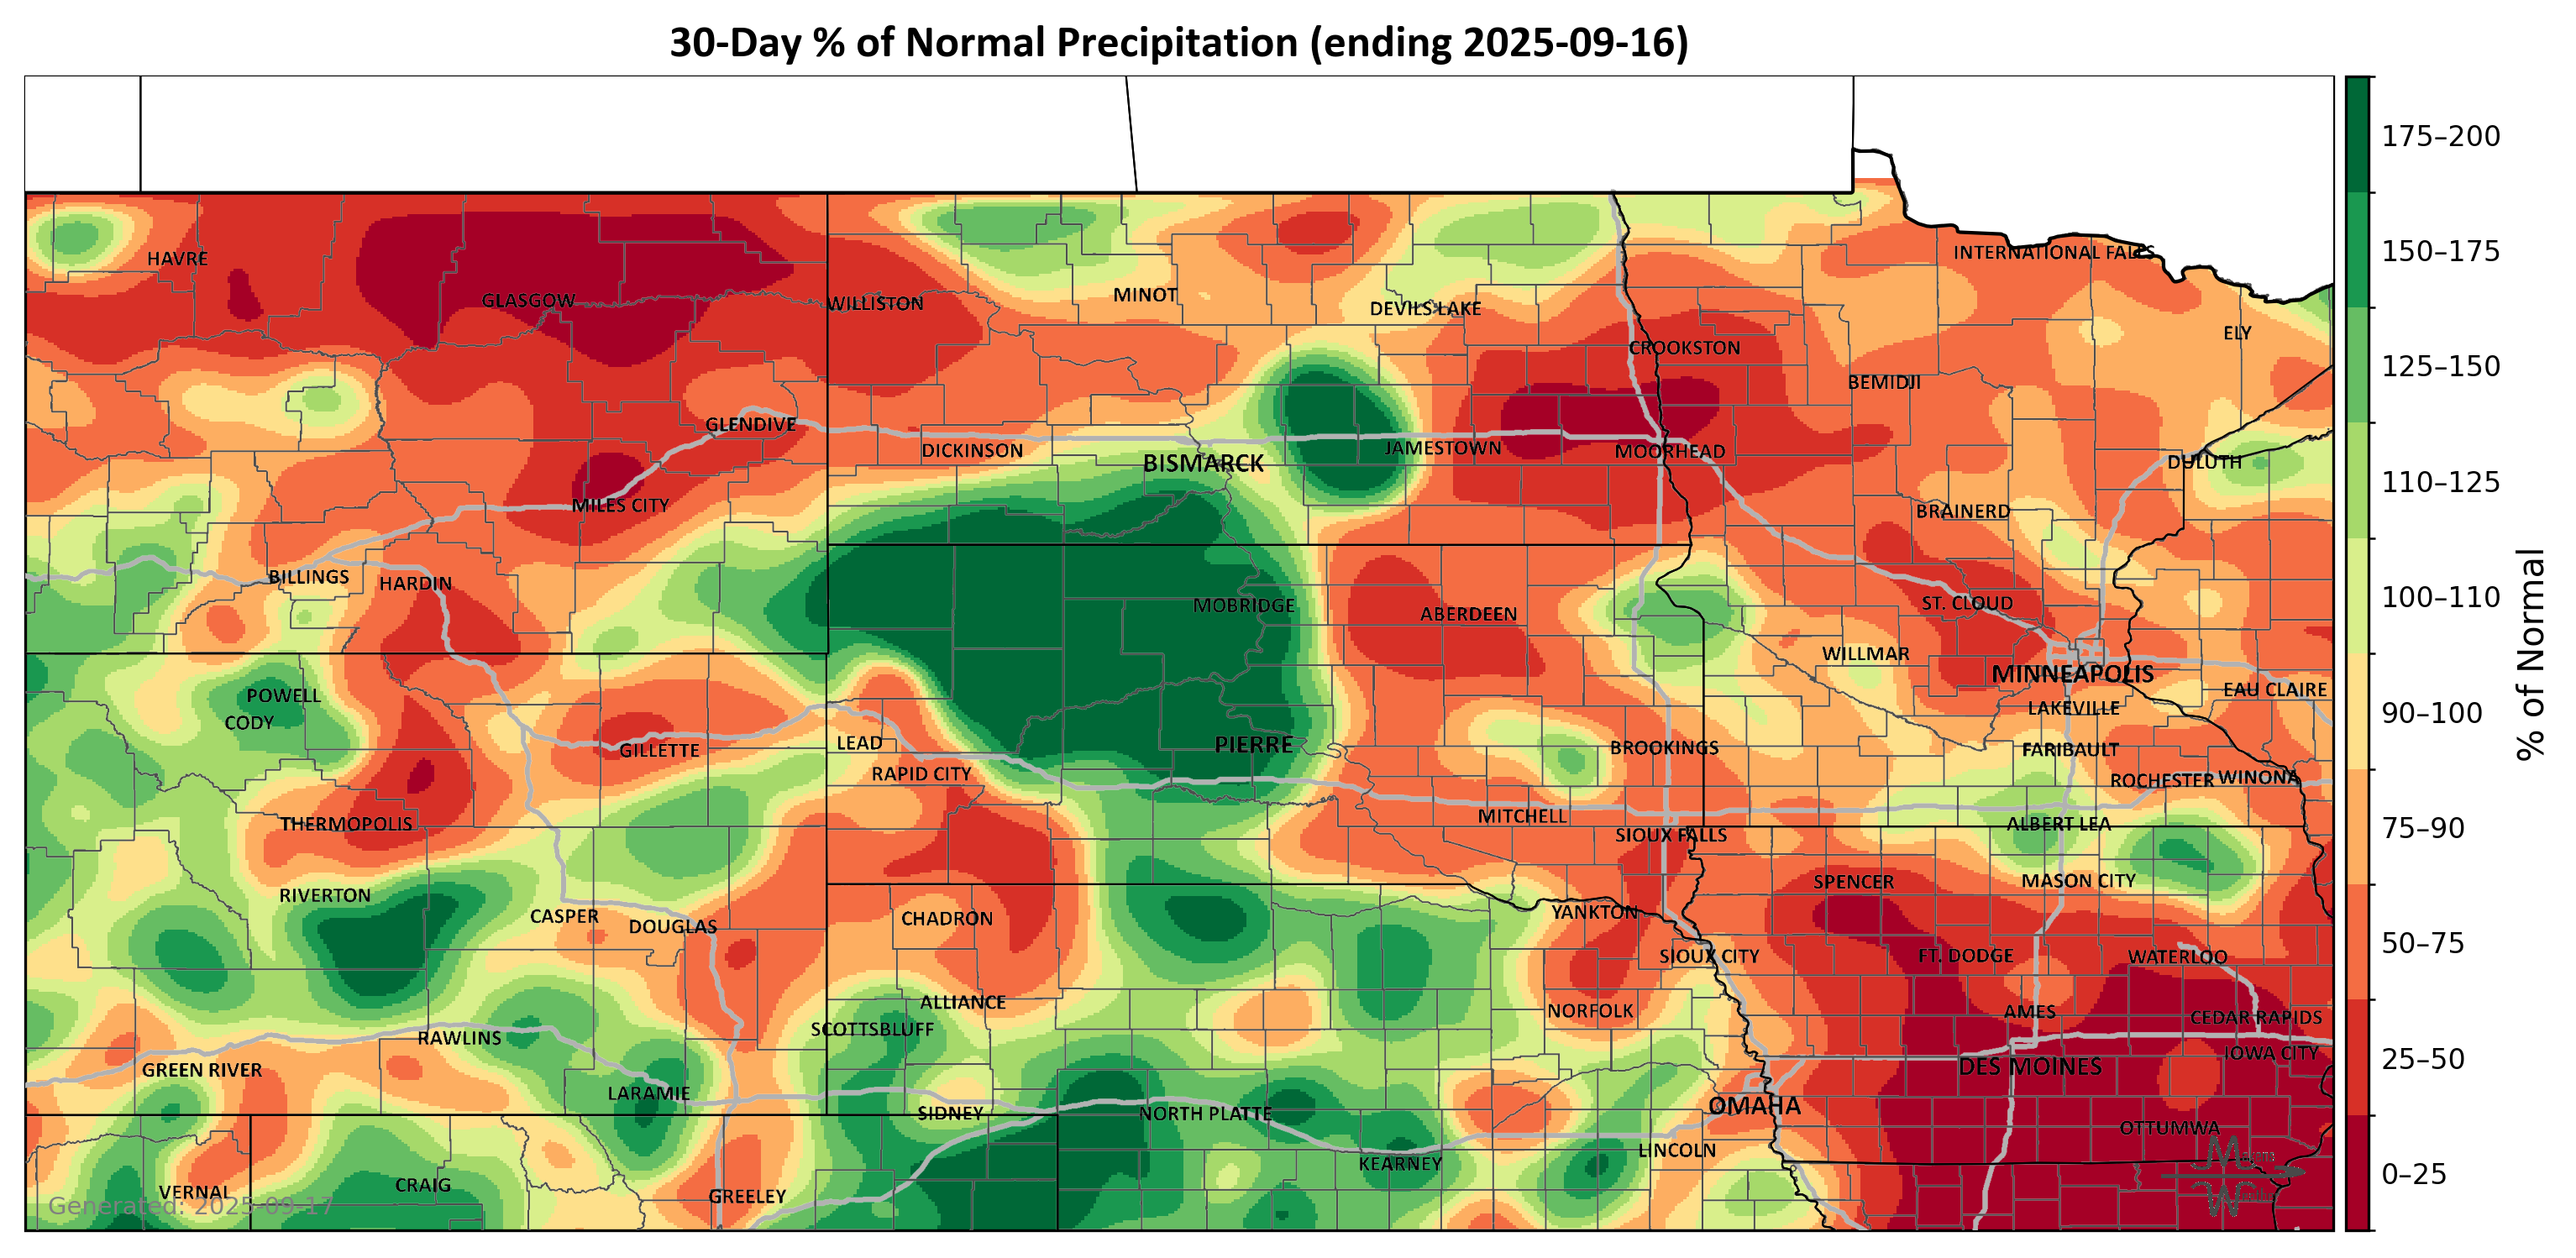 30-Day % of Normal Precipitation (ending 2025-09-16)
175–200
150–175
125–150
110–125
100–110
90–100
75–90
50–75
25–50
0–25
% of Normal
HAVRE
GLASGOW
WILLISTON
MINOT
DEVILS LAKE
CROOKSTON
INTERNATIONAL FALLS
ELY
BEMIDJI
GLENDIVE
DICKINSON
BISMARCK
JAMESTOWN
MOORHEAD
DULUTH
MILES CITY
BRAINERD
BILLINGS
HARDIN
MOBRIDGE
ABERDEEN
ST. CLOUD
WILLMAR
MINNEAPOLIS
EAU CLAIRE
POWELL
CODY
LAKEVILLE
GILLETTE
LEAD
PIERRE
BROOKINGS
FARIBAULT
RAPID CITY
ROCHESTER
WINONA
THERMOPOLIS
MITCHELL
SIOUX FALLS
ALBERT LEA
RIVERTON
SPENCER
MASON CITY
CASPER
DOUGLAS
CHADRON
YANKTON
SIOUX CITY
FT. DODGE
WATERLOO
ALLIANCE
NORFOLK
AMES
CEDAR RAPIDS
SCOTTSBLUFF
RAWLINS
IOWA CITY
GREEN RIVER
DES MOINES
LARAMIE
SIDNEY
NORTH PLATTE
OMAHA
OTTUMWA
KEARNEY
LINCOLN
VERNAL
CRAIG
GREELEY
Generated: 2025-09-17